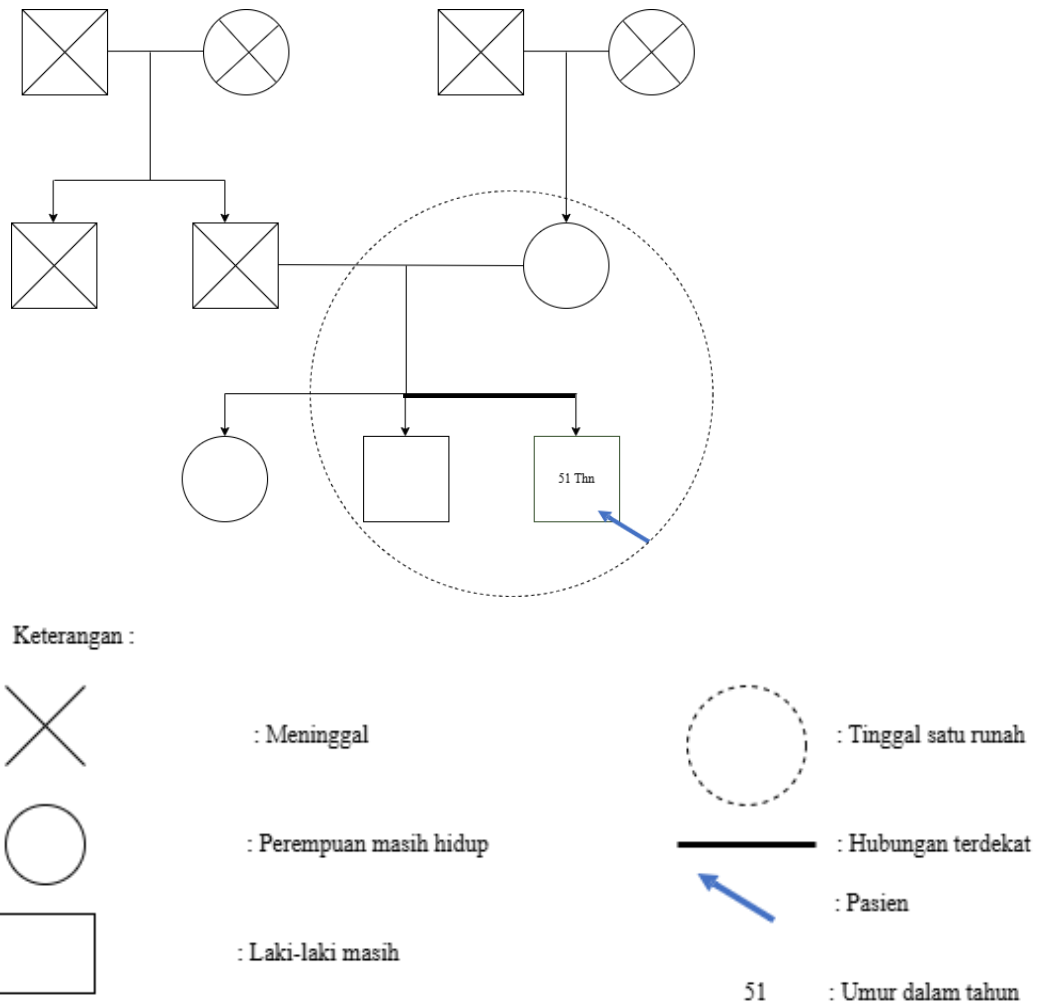 51 Thn
Keterangan :
: Meninggal
: Tinggal satu runah
: Perempuan masih hidup
: Hubungan terdekat
: Pasien
: Laki-laki masih
51 : Umur dalam tahun